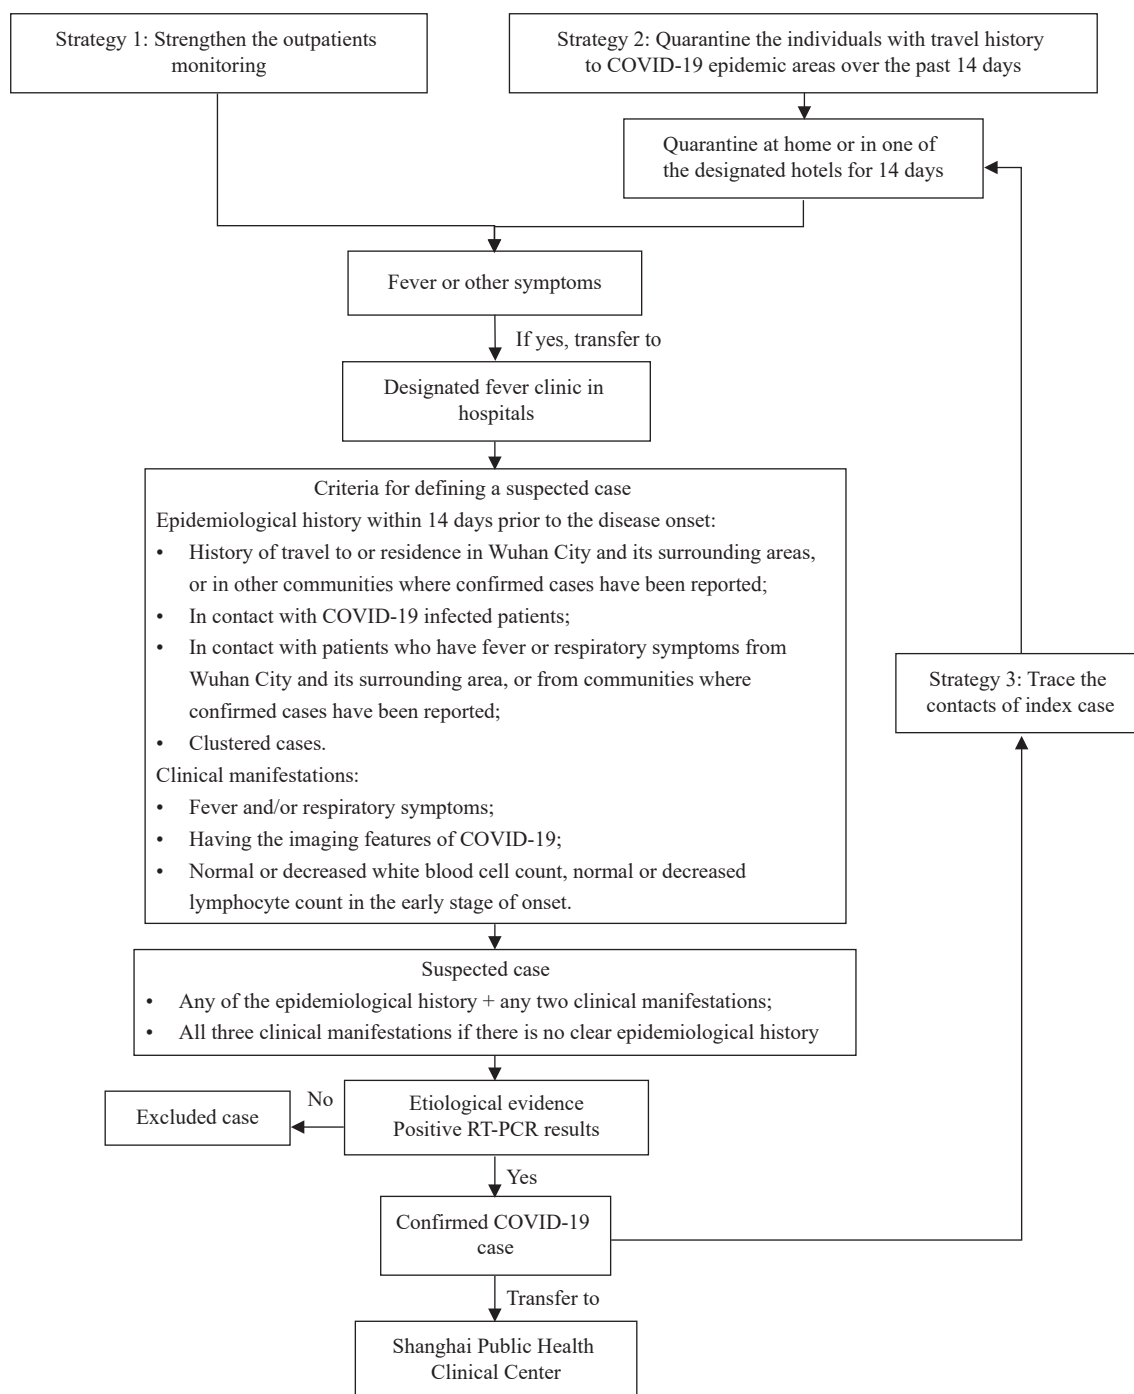 Strategy 1: Strengthen the outpatients
monitoring
Strategy 2: Quarantine the individuals with travel history
to COVID-19 epidemic areas over the past 14 days
Quarantine at home or in one of
the designated hotels for 14 days
Fever or other symptoms
If yes, transfer to
Designated fever clinic in
hospitals
Criteria for defining a suspected case
Epidemiological history within 14 days prior to the disease onset:
• History of travel to or residence in Wuhan City and its surrounding areas,
or in other communities where confirmed cases have been reported;
• In contact with COVID-19 infected patients;
• In contact with patients who have fever or respiratory symptoms from
Wuhan City and its surrounding area, or from communities where
confirmed cases have been reported;
• Clustered cases.
Clinical manifestations:
• Fever and/or respiratory symptoms;
• Having the imaging features of COVID-19;
• Normal or decreased white blood cell count, normal or decreased
lymphocyte count in the early stage of onset.
Strategy 3: Trace the
contacts of index case
Suspected case
• Any of the epidemiological history + any two clinical manifestations;
• All three clinical manifestations if there is no clear epidemiological history
Excluded case
No
Etiological evidence
Positive RT-PCR results
Yes
Confirmed COVID-19
case
Transfer to
Shanghai Public Health
Clinical Center